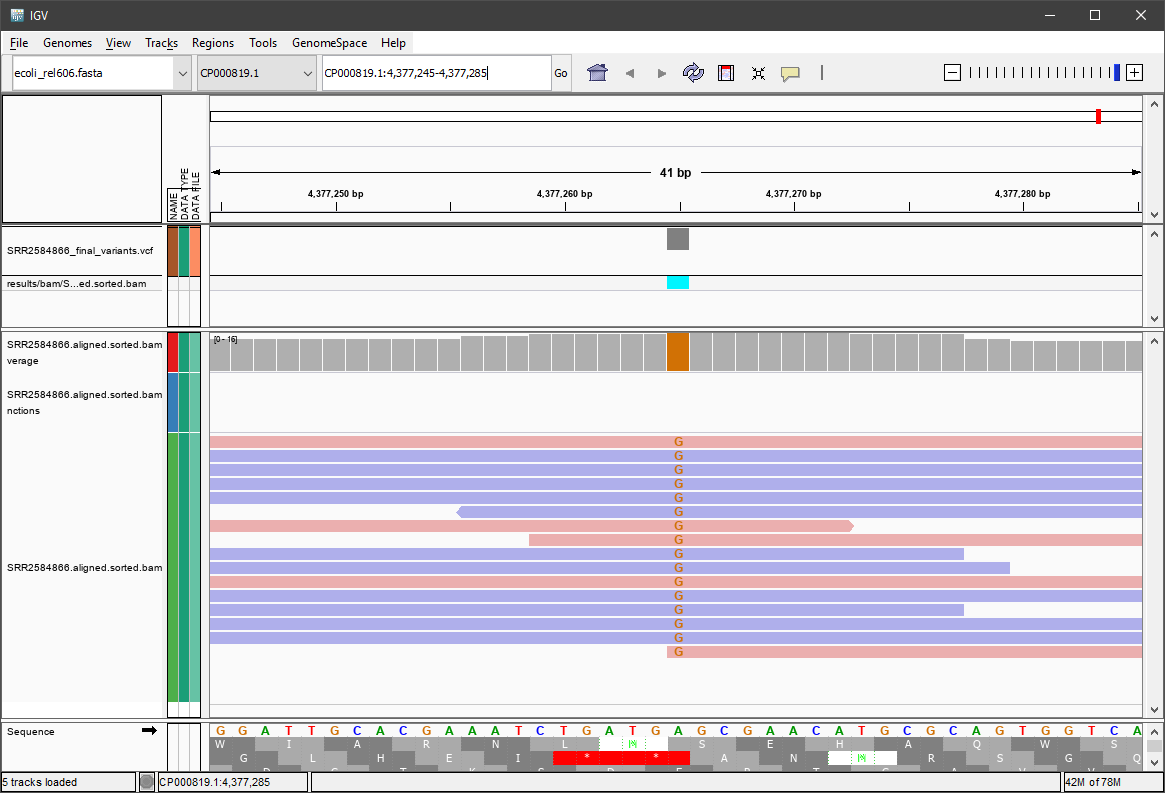 IGV
File Genomes View Tracks Regions Tools GenomeSpace Help
ecoli_rel606.fasta CP000819.1 CP000819.1:4,377,245-4,377,285 Go
NAME
DATA TYPE
DATA FILE
41 bp
4,377,250 bp 4,377,260 bp 4,377,270 bp 4,377,280 bp
SRR2584866_final_variants.vcf
results/bam/S...ed.sorted.bam
SRR2584866.aligned.sorted.bam
verage
[0 - 16]
SRR2584866.aligned.sorted.bam
nctions
G
G
G
G
G
G
G
G
G
SRR2584866.aligned.sorted.bam
G
G
G
G
G
G
G
Sequence
G G A T T G C A C G A A A T C T G A T G A G C G A A C A T G C G C A G T G G T C A
W I A R N L M S E H A Q W S
G L H E I * * A N M R S G Q
5 tracks loaded CP000819.1:4,377,285 42M of 78M